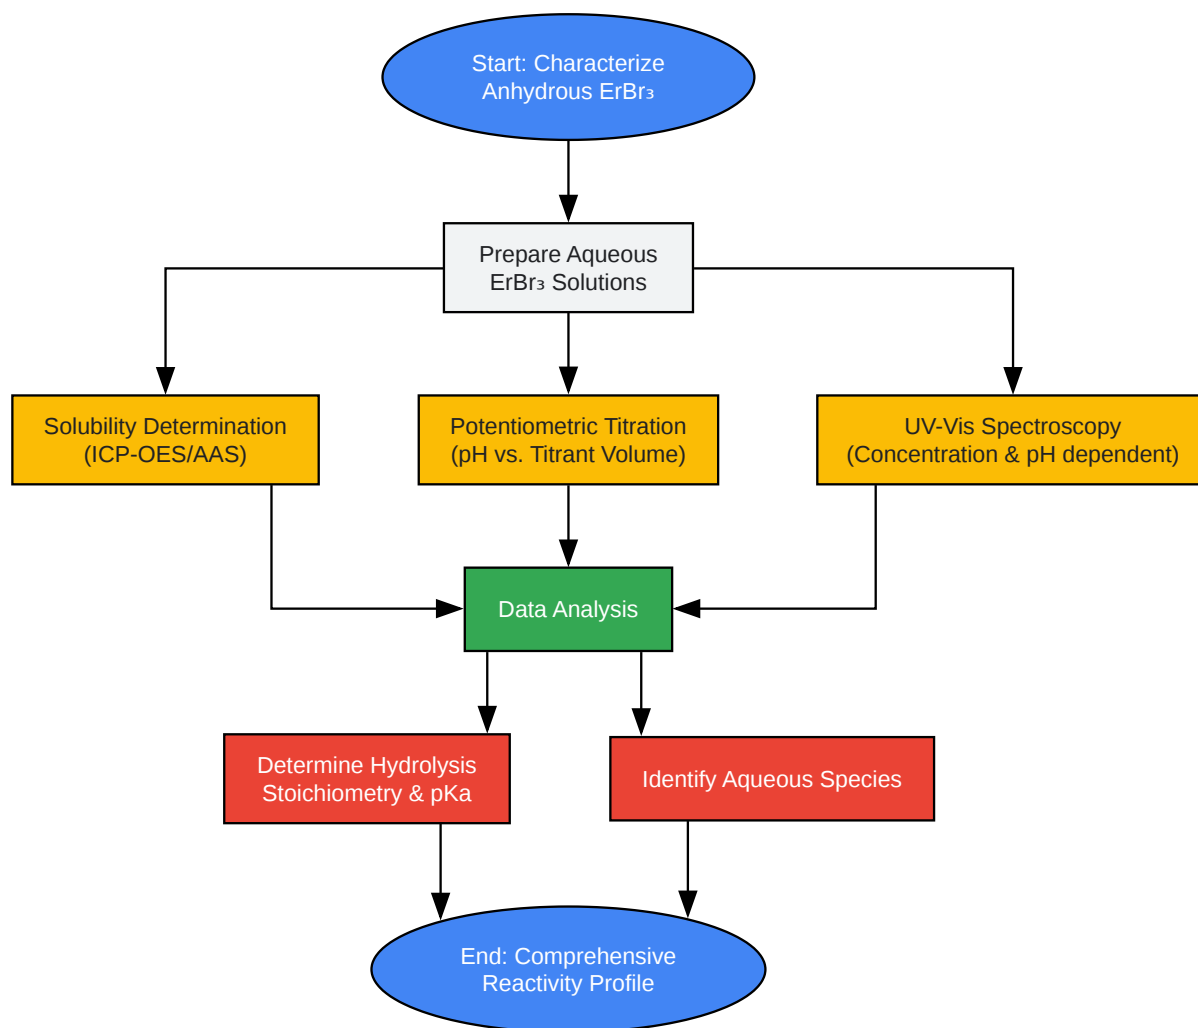 Start: Characterize
Anhydrous ErBr₃
Prepare Aqueous
ErBr₃ Solutions
Solubility Determination
(ICP-OES/AAS)
Potentiometric Titration
(pH vs. Titrant Volume)
UV-Vis Spectroscopy
(Concentration & pH dependent)
Data Analysis
Determine Hydrolysis
Stoichiometry & pKa
Identify Aqueous Species
End: Comprehensive
Reactivity Profile